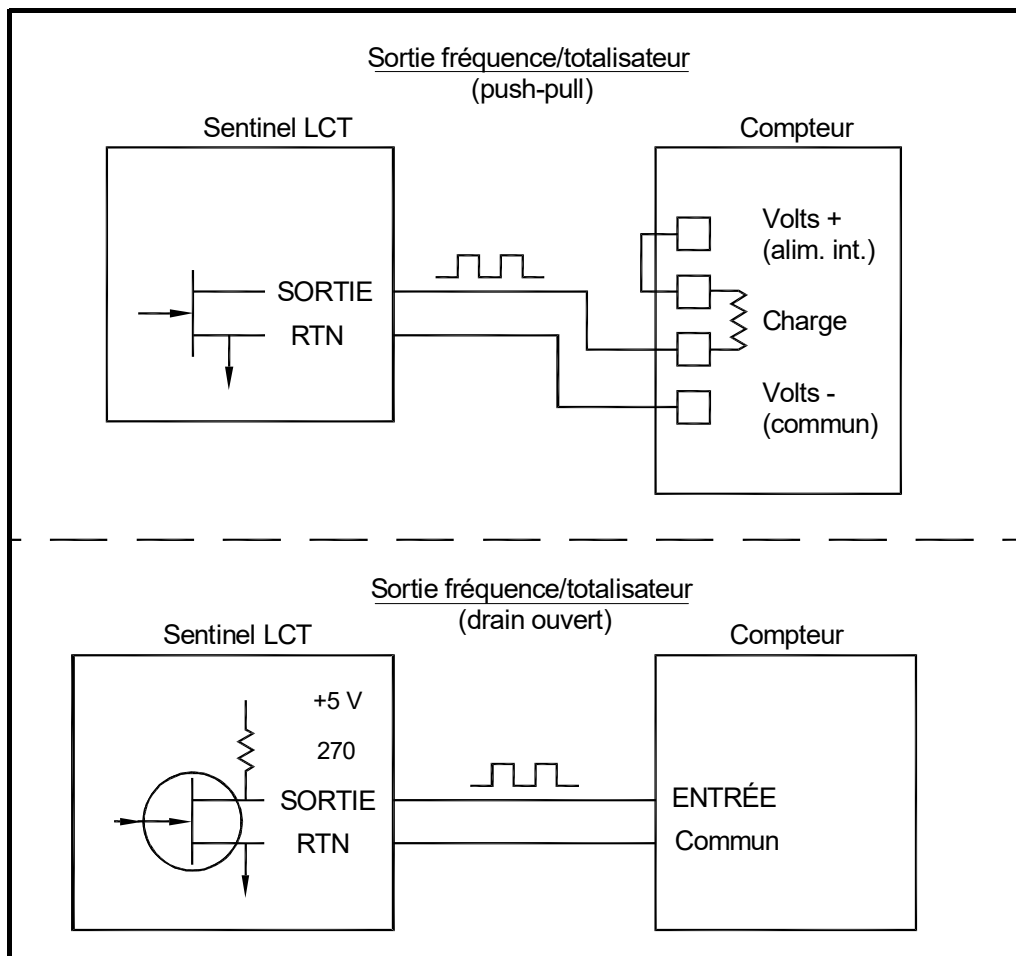 Sortie fréquence/totalisateur
(push-pull)
Sentinel LCT
Compteur
Volts +
(alim. int.)
SORTIE
Charge
RTN
Volts -
(commun)
Sortie fréquence/totalisateur
(drain ouvert)
Sentinel LCT
Compteur
+5 V
270
SORTIE
ENTRÉE
RTN
Commun